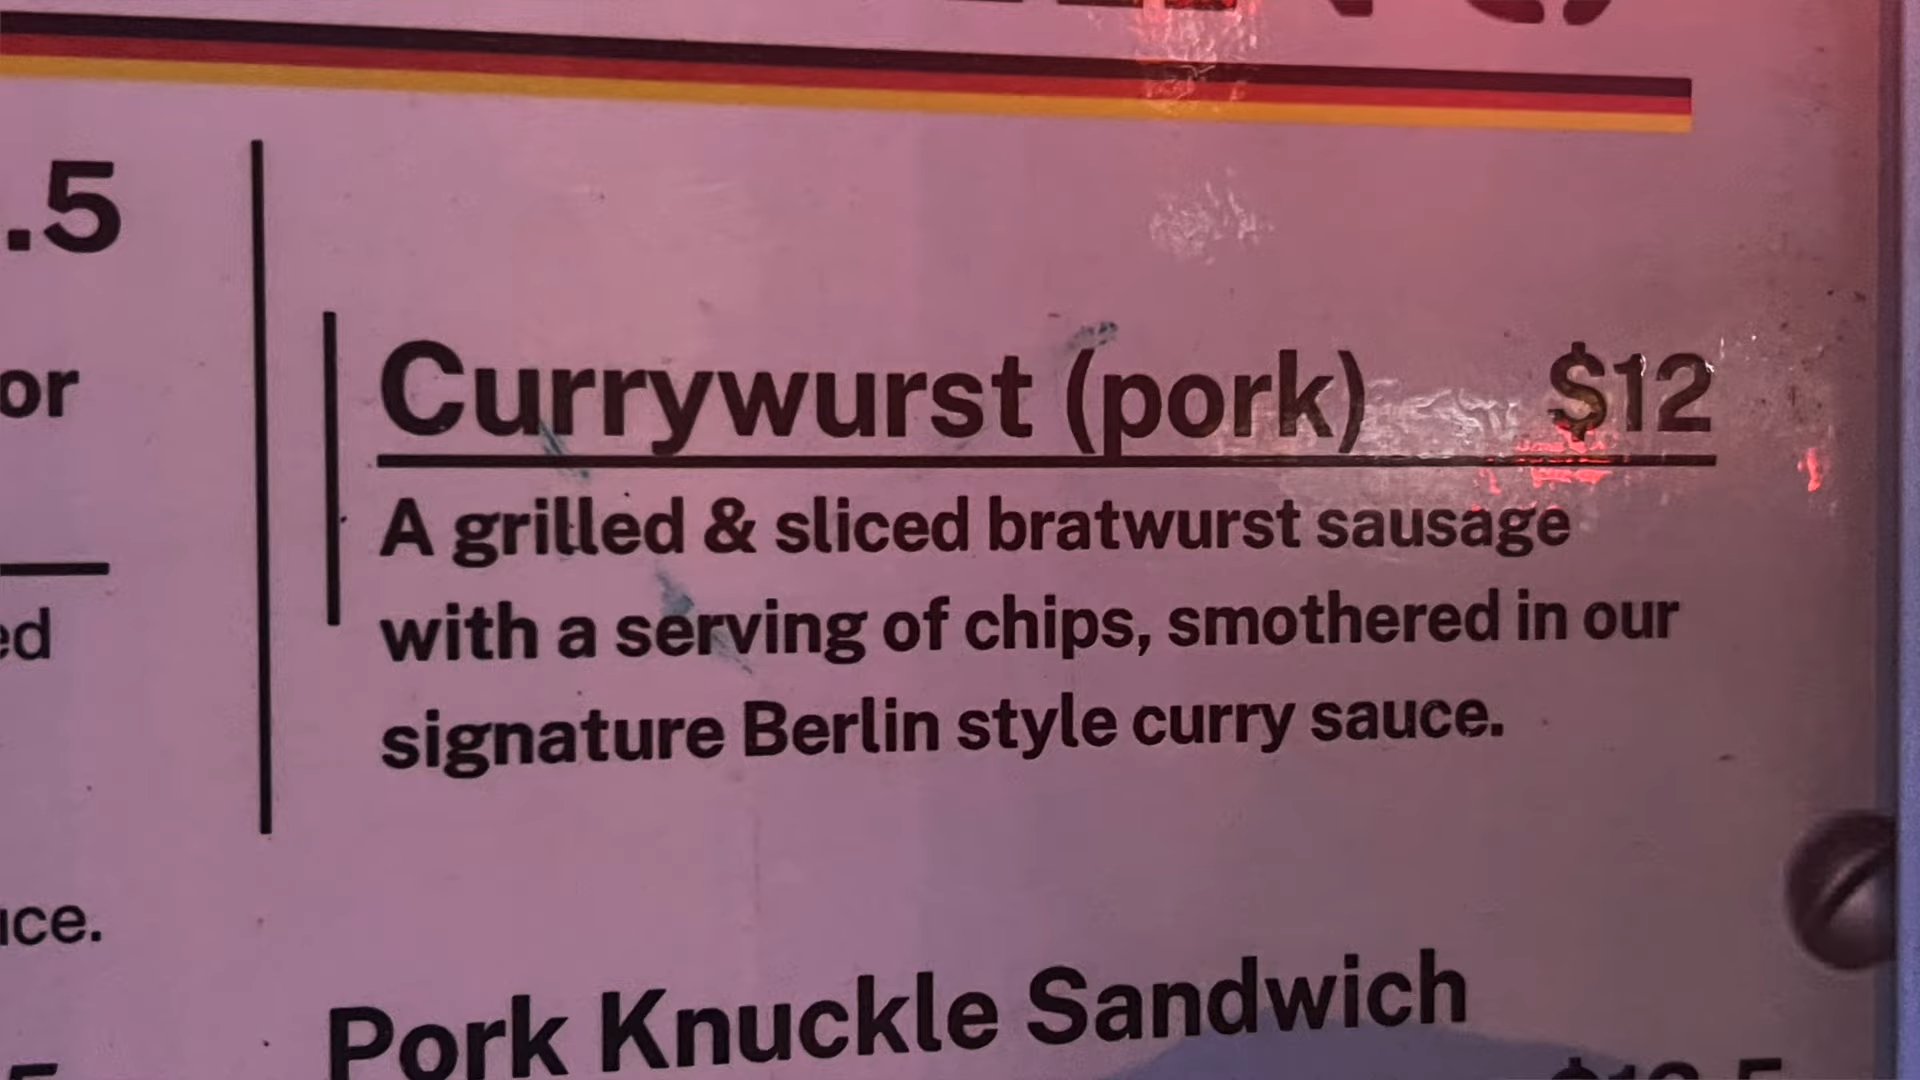 .5
or
ed
Currywurst (pork) $12
A grilled & sliced bratwurst sausage
with a serving of chips, smothered in our
signature Berlin style curry sauce.
Pork Knuckle Sandwich